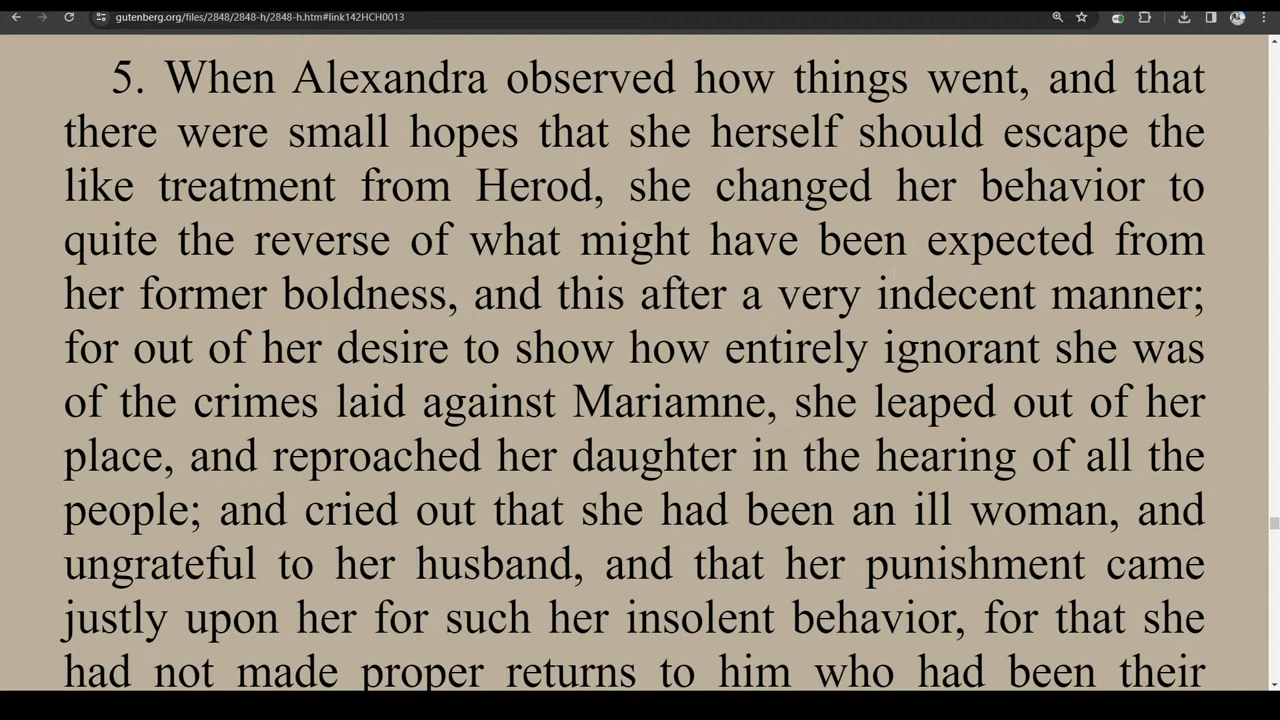 gutenberg.org/files/2848/2848-h/2848-h.htm#link142HCH0013
5. When Alexandra observed how things went, and that
there were small hopes that she herself should escape the
like treatment from Herod, she changed her behavior to
quite the reverse of what might have been expected from
her former boldness, and this after a very indecent manner;
for out of her desire to show how entirely ignorant she was
of the crimes laid against Mariamne, she leaped out of her
place, and reproached her daughter in the hearing of all the
people; and cried out that she had been an ill woman, and
ungrateful to her husband, and that her punishment came
justly upon her for such her insolent behavior, for that she
had not made proper returns to him who had been their